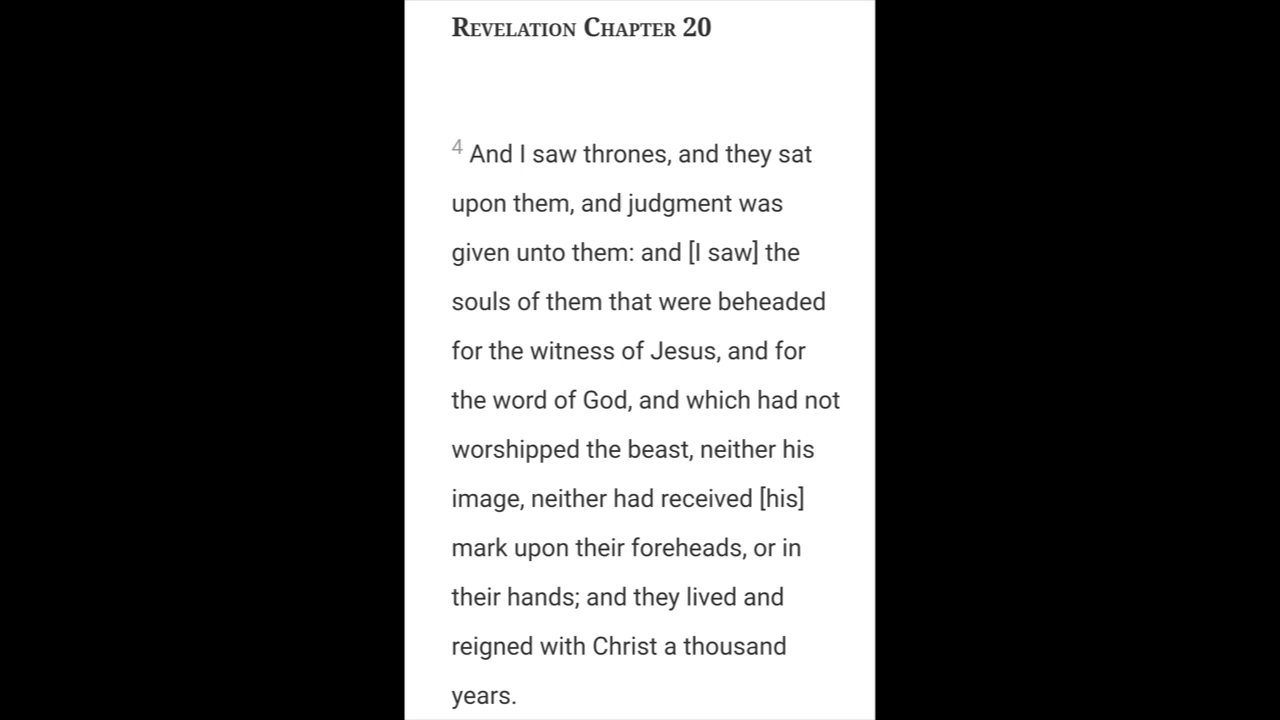 Revelation Chapter 20
4 And I saw thrones, and they sat
upon them, and judgment was
given unto them: and [I saw] the
souls of them that were beheaded
for the witness of Jesus, and for
the word of God, and which had not
worshipped the beast, neither his
image, neither had received [his]
mark upon their foreheads, or in
their hands; and they lived and
reigned with Christ a thousand
years.